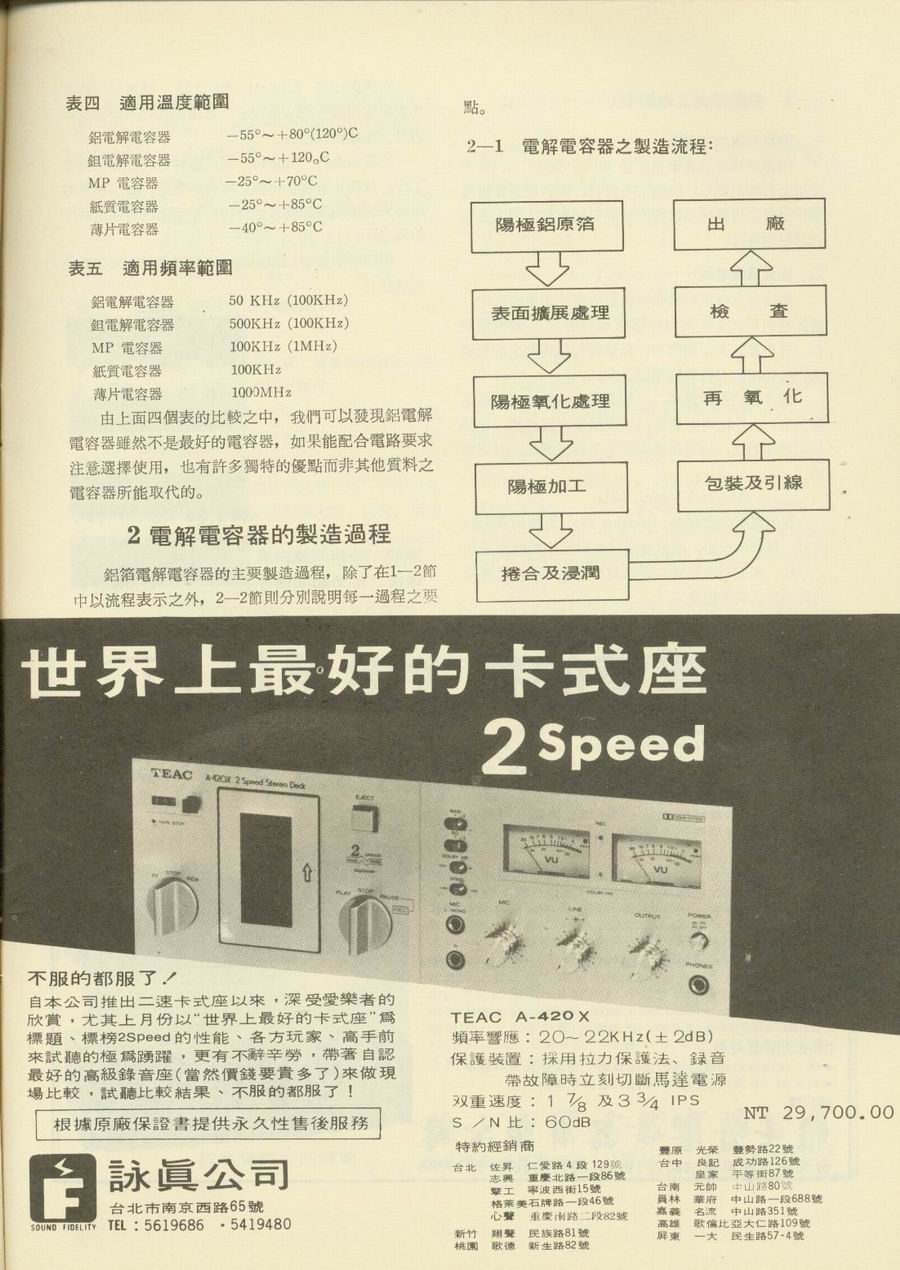 表四　適用溫度範圍
鋁電解電容器　−55°～+80°(120°)C
鉭電解電容器　−55°～+120。C
MP 電容器　−25°～+70°C
紙質電容器　−25°～+85°C
薄片電容器　−40°～+85°C
表五　適用頻率範圍
鋁電解電容器　50 KHz (100KHz)
鉭電解電容器　500KHz (100KHz)
MP 電容器　100KHz (1MHz)
紙質電容器　100KHz
薄片電容器　1000MHz
由上面四個表的比較之中，我們可以發現鋁電解
電容器雖然不是最好的電容器，如果能配合電路要求
注意選擇使用，也有許多獨特的優點而非其他質料之
電容器所能取代的。
2 電解電容器的製造過程
鋁箔電解電容器的主要製造過程，除了在1—2節
中以流程表示之外，2—2節則分別說明每一過程之要
點。
2—1　電解電容器之製造流程：
陽極鋁原箔
表面擴展處理
陽極氧化處理
陽極加工
捲合及浸潤
包裝及引線
再氧化
檢查
出廠
世界上最好的卡式座
2 Speed
TEAC A-420X 2 Speed Stereo Deck
EJECT
2 SPEED
TAPE STOP
STOP REW
PLAY STOP PAUSE
REC
DOLBY NR
SPEED
MIC
VU
VU
REC
MIC
LINE
OUTPUT
POWER
PHONES
不服的都服了！
自本公司推出二速卡式座以來，深受愛樂者的
欣賞，尤其上月份以“世界上最好的卡式座”爲
標題、標榜2Speed的性能、各方玩家、高手前
來試聽的極爲踴躍，更有不辭辛勞，帶著自認
最好的高級錄音座(當然價錢要貴多了)來做現
場比較，試聽比較結果、不服的都服了！
根據原廠保證書提供永久性售後服務
SOUND FIDELITY
詠眞公司
台北市南京西路65號
TEL：5619686・5419480
TEAC A-420X
頻率響應：20～22KHz(±2dB)
保護裝置：採用拉力保護法、錄音
帶故障時立刻切斷馬達電源
双重速度：1 7/8 及 3 3/4 IPS
S／N比：60dB
NT 29,700.00
特約經銷商
台北　佐昇　仁愛路4段129號
志興　重慶北路一段86號
擎工　寧波西街15號
格萊美　石牌路一段46號
心聲　重慶南路二段82號
新竹　翔聲　民族路81號
桃園　歌德　新生路82號
豐原　光榮　豐勢路22號
台中　良記　成功路126號
皇家　平等街87號
台南　元帥　中山路80號
員林　華府　中山路一段688號
嘉義　名流　中山路351號
高雄　歌倫比亞　大仁路109號
屏東　一大　民生路57-4號